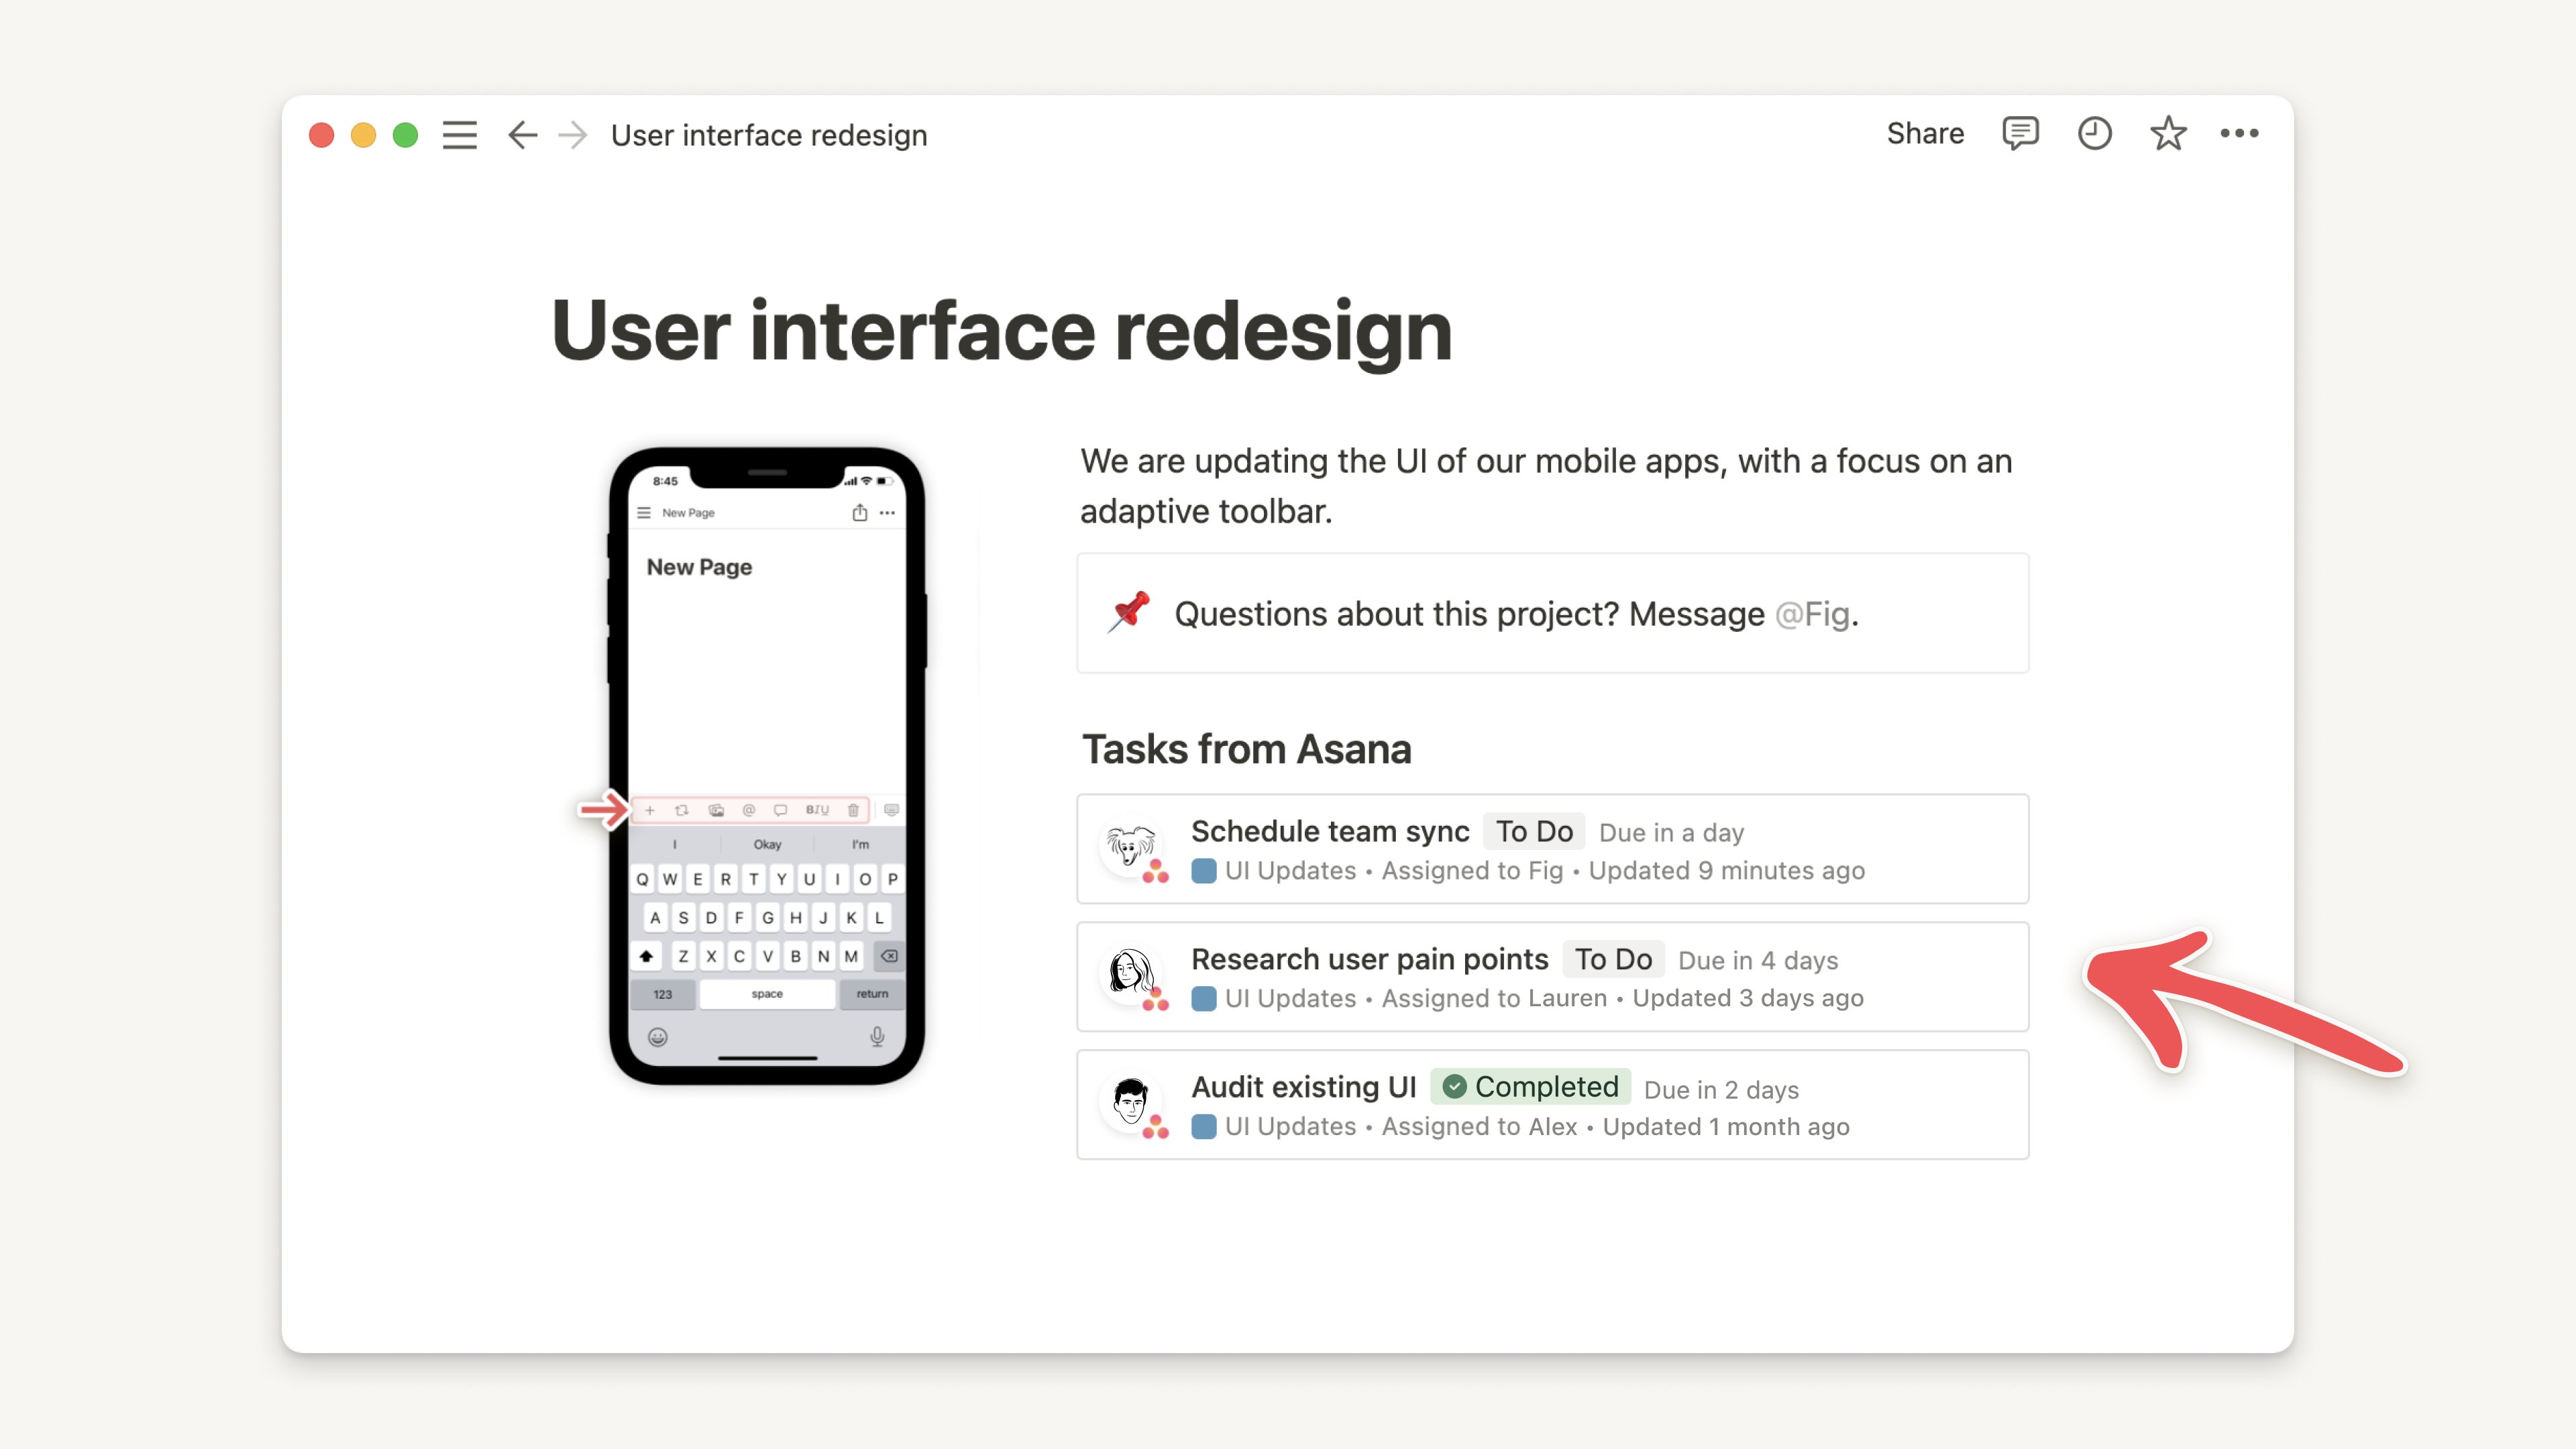 User interface redesign
Share
User interface redesign
8:45
New Page
New Page
BIU
I Okay I'm
Q W E R T Y U I O P
A S D F G H J K L
Z X C V B N M
123 space return
We are updating the UI of our mobile apps, with a focus on an
adaptive toolbar.
Questions about this project? Message @Fig.
Tasks from Asana
Schedule team sync To Do Due in a day
UI Updates • Assigned to Fig • Updated 9 minutes ago
Research user pain points To Do Due in 4 days
UI Updates • Assigned to Lauren • Updated 3 days ago
Audit existing UI Completed Due in 2 days
UI Updates • Assigned to Alex • Updated 1 month ago